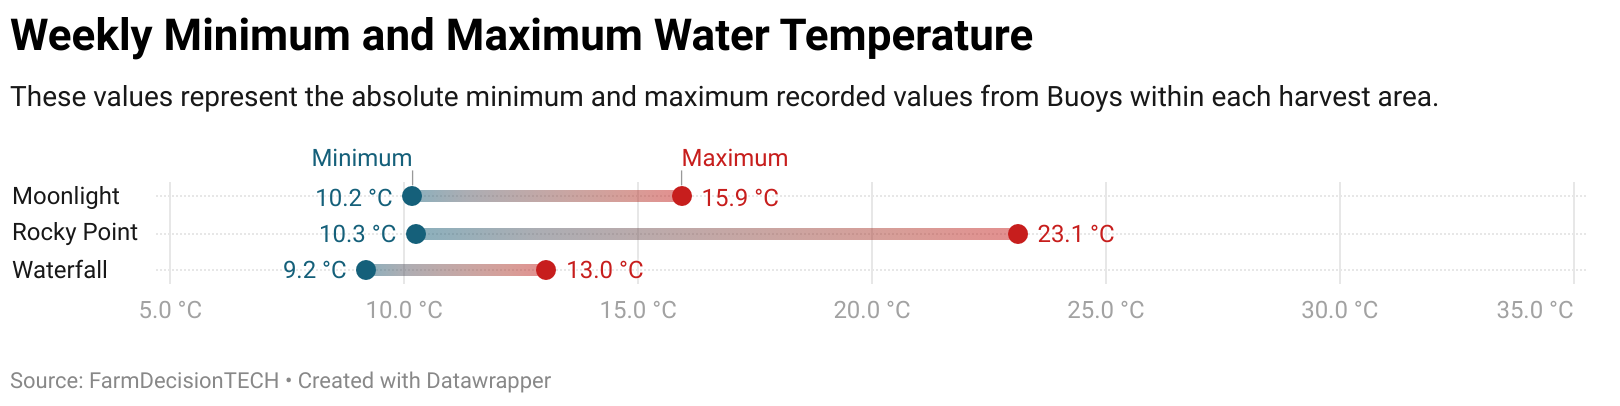 Weekly Minimum and Maximum Water Temperature
These values represent the absolute minimum and maximum recorded values from Buoys within each harvest area.
Minimum Maximum
Moonlight 10.2 °C 15.9 °C
Rocky Point 10.3 °C 23.1 °C
Waterfall 9.2 °C 13.0 °C
5.0 °C 10.0 °C 15.0 °C 20.0 °C 25.0 °C 30.0 °C 35.0 °C
Source: FarmDecisionTECH • Created with Datawrapper